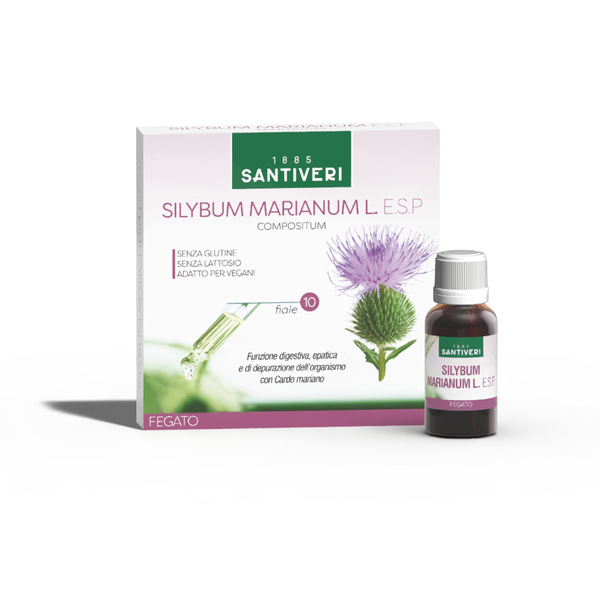 SILYBUM MARIANUM L. E.S.P
1885
SANTIVERI
SILYBUM MARIANUM L. E.S.P
COMPOSITUM
SENZA GLUTINE
SENZA LATTOSIO
ADATTO PER VEGANI
fiale 10
Funzione digestiva, epatica
e di depurazione dell'organismo
con Cardo mariano
FEGATO
1885
SANTIVERI
SILYBUM
MARIANUM L. E.S.P
FEGATO